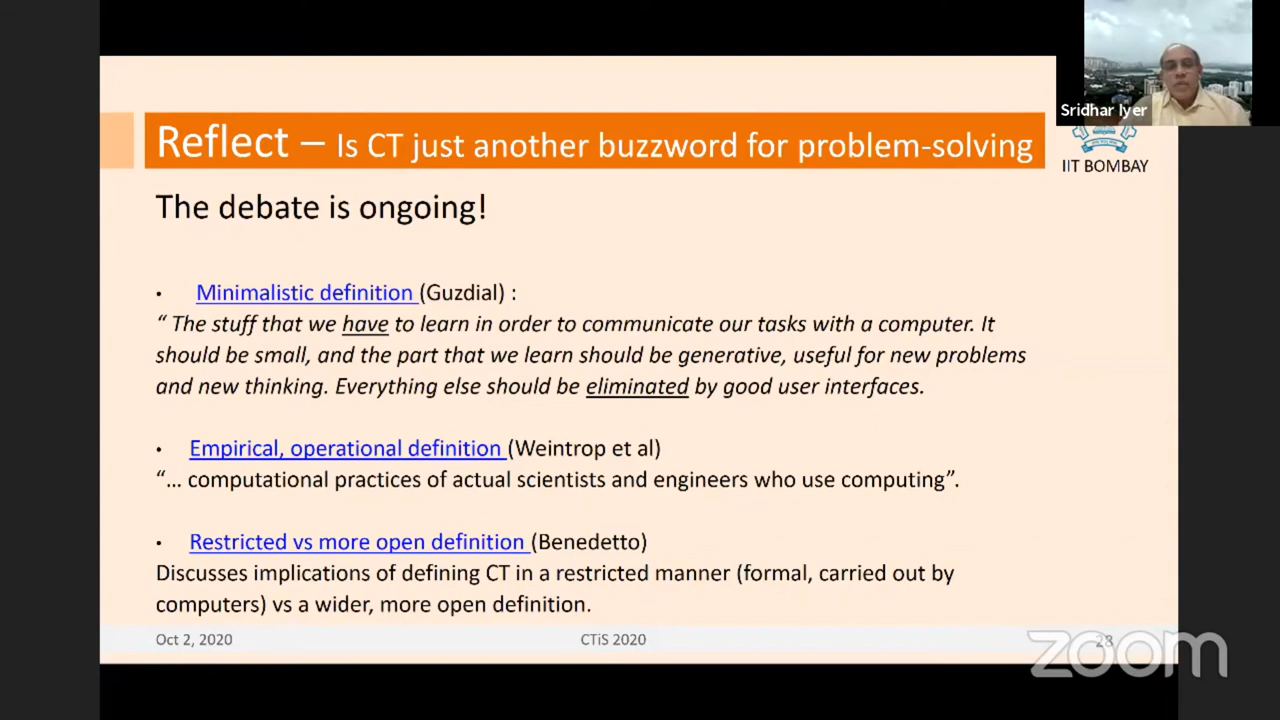 Sridhar Iyer
Reflect – Is CT just another buzzword for problem-solving
IIT BOMBAY
The debate is ongoing!
• Minimalistic definition (Guzdial) :
“ The stuff that we have to learn in order to communicate our tasks with a computer. It
should be small, and the part that we learn should be generative, useful for new problems
and new thinking. Everything else should be eliminated by good user interfaces.
• Empirical, operational definition (Weintrop et al)
“... computational practices of actual scientists and engineers who use computing”.
• Restricted vs more open definition (Benedetto)
Discusses implications of defining CT in a restricted manner (formal, carried out by
computers) vs a wider, more open definition.
Oct 2, 2020
CTiS 2020
28
zoom